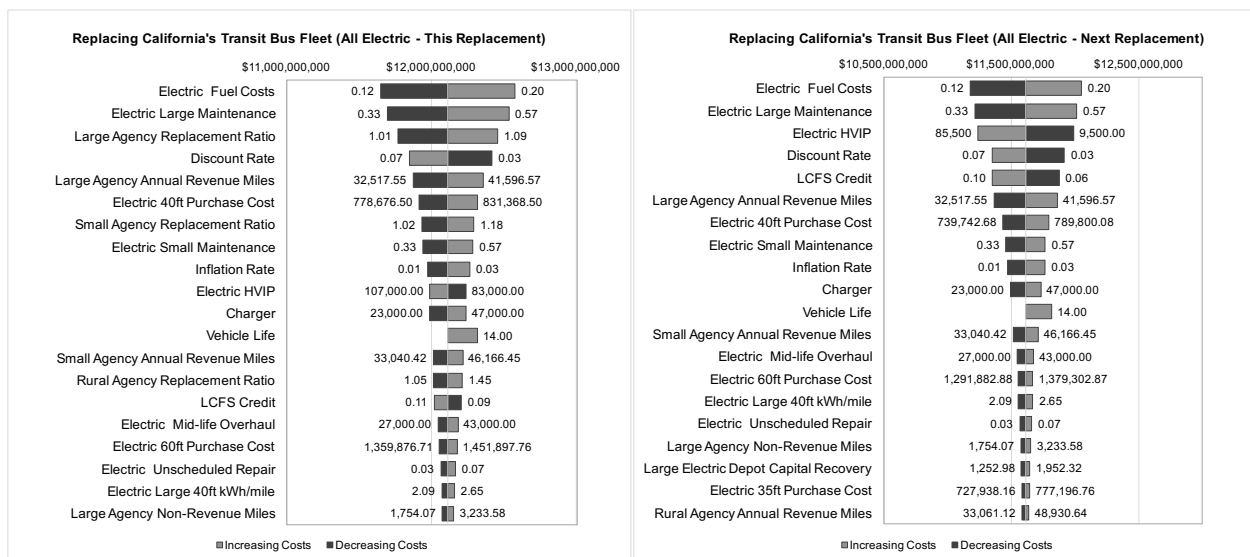 Replacing California's Transit Bus Fleet (All Electric - This Replacement)
$11,000,000,000 $12,000,000,000 $13,000,000,000
Electric Fuel Costs 0.12 0.20
Electric Large Maintenance 0.33 0.57
Large Agency Replacement Ratio 1.01 1.09
Discount Rate 0.07 0.03
Large Agency Annual Revenue Miles 32,517.55 41,596.57
Electric 40ft Purchase Cost 778,676.50 831,368.50
Small Agency Replacement Ratio 1.02 1.18
Electric Small Maintenance 0.33 0.57
Inflation Rate 0.01 0.03
Electric HVIP 107,000.00 83,000.00
Charger 23,000.00 47,000.00
Vehicle Life 14.00
Small Agency Annual Revenue Miles 33,040.42 46,166.45
Rural Agency Replacement Ratio 1.05 1.45
LCFS Credit 0.11 0.09
Electric Mid-life Overhaul 27,000.00 43,000.00
Electric 60ft Purchase Cost 1,359,876.71 1,451,897.76
Electric Unscheduled Repair 0.03 0.07
Electric Large 40ft kWh/mile 2.09 2.65
Large Agency Non-Revenue Miles 1,754.07 3,233.58
Increasing Costs Decreasing Costs
Replacing California's Transit Bus Fleet (All Electric - Next Replacement)
$10,500,000,000 $11,500,000,000 $12,500,000,000
Electric Fuel Costs 0.12 0.20
Electric Large Maintenance 0.33 0.57
Electric HVIP 85,500 9,500.00
Discount Rate 0.07 0.03
LCFS Credit 0.10 0.06
Large Agency Annual Revenue Miles 32,517.55 41,596.57
Electric 40ft Purchase Cost 739,742.68 789,800.08
Electric Small Maintenance 0.33 0.57
Inflation Rate 0.01 0.03
Charger 23,000.00 47,000.00
Vehicle Life 14.00
Small Agency Annual Revenue Miles 33,040.42 46,166.45
Electric Mid-life Overhaul 27,000.00 43,000.00
Electric 60ft Purchase Cost 1,291,882.88 1,379,302.87
Electric Large 40ft kWh/mile 2.09 2.65
Electric Unscheduled Repair 0.03 0.07
Large Agency Non-Revenue Miles 1,754.07 3,233.58
Large Electric Depot Capital Recovery 1,252.98 1,952.32
Electric 35ft Purchase Cost 727,938.16 777,196.76
Rural Agency Annual Revenue Miles 33,061.12 48,930.64
Increasing Costs Decreasing Costs